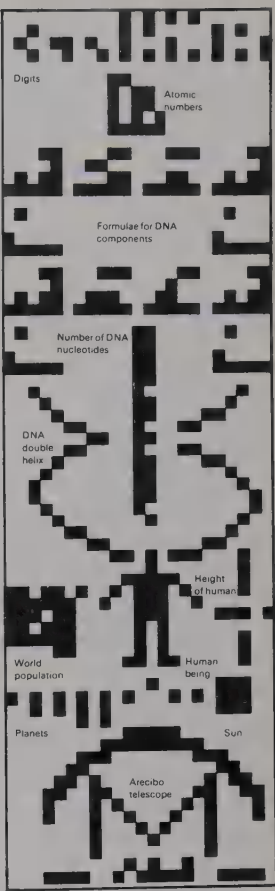 Digits
Atomic
numbers
Formulae for DNA
components
Number of DNA
nucleotides
DNA
double
helix
Height
of human
World
population
Human
being
Planets
Sun
Arecibo
telescope